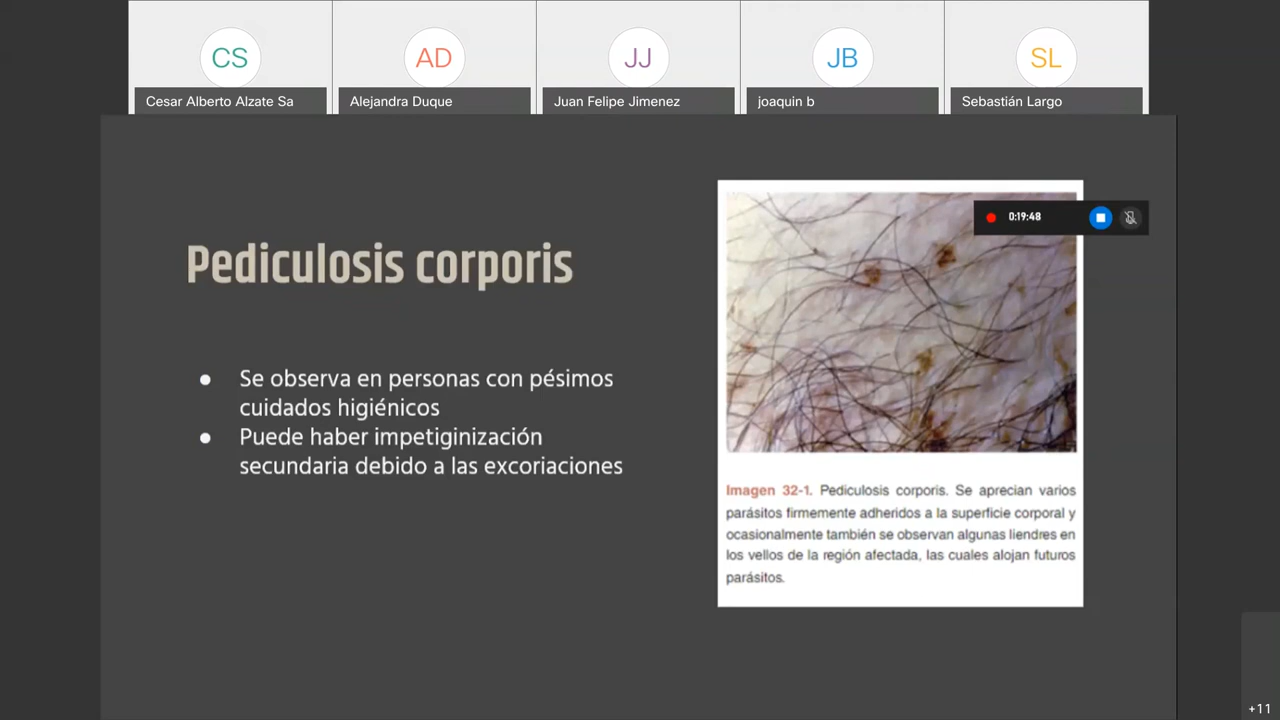 CS
AD
JJ
JB
SL
Cesar Alberto Alzate Sa
Alejandra Duque
Juan Felipe Jimenez
joaquin b
Sebastián Largo
0:19:48
Pediculosis corporis
● Se observa en personas con pésimos
cuidados higiénicos
● Puede haber impetiginización
secundaria debido a las excoriaciones
Imagen 32-1. Pediculosis corporis. Se aprecian varios
parásitos firmemente adheridos a la superficie corporal y
ocasionalmente también se observan algunas liendres en
los vellos de la región afectada, las cuales alojan futuros
parásitos.
+11